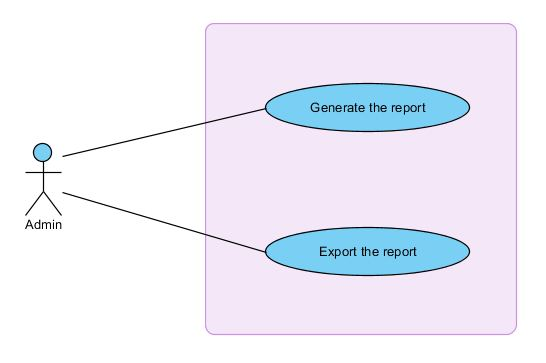 Generate the report
Admin
Export the report